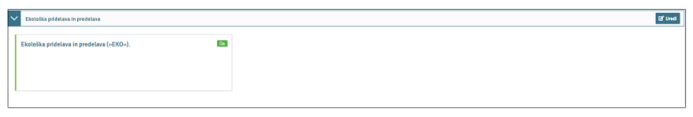 Ekološka pridelava in predelava
Uredi
Ekološka pridelava in predelava (»EKO«).
Da